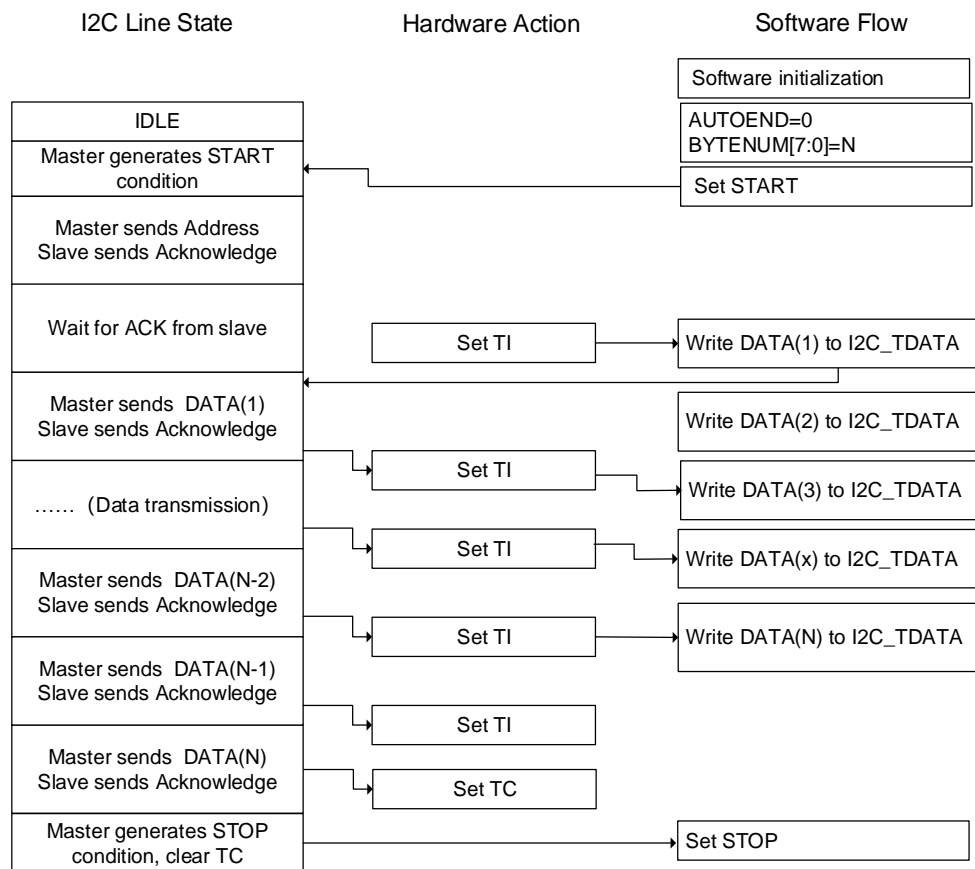 I2C Line State
Hardware Action
Software Flow
Software initialization
IDLE
AUTOEND=0
BYTENUM[7:0]=N
Master generates START
condition
Set START
Master sends Address
Slave sends Acknowledge
Wait for ACK from slave
Set TI
Write DATA(1) to I2C_TDATA
Master sends DATA(1)
Slave sends Acknowledge
Write DATA(2) to I2C_TDATA
Set TI
Write DATA(3) to I2C_TDATA
…… (Data transmission)
Set TI
Write DATA(x) to I2C_TDATA
Master sends DATA(N-2)
Slave sends Acknowledge
Set TI
Write DATA(N) to I2C_TDATA
Master sends DATA(N-1)
Slave sends Acknowledge
Set TI
Master sends DATA(N)
Slave sends Acknowledge
Set TC
Master generates STOP
condition, clear TC
Set STOP